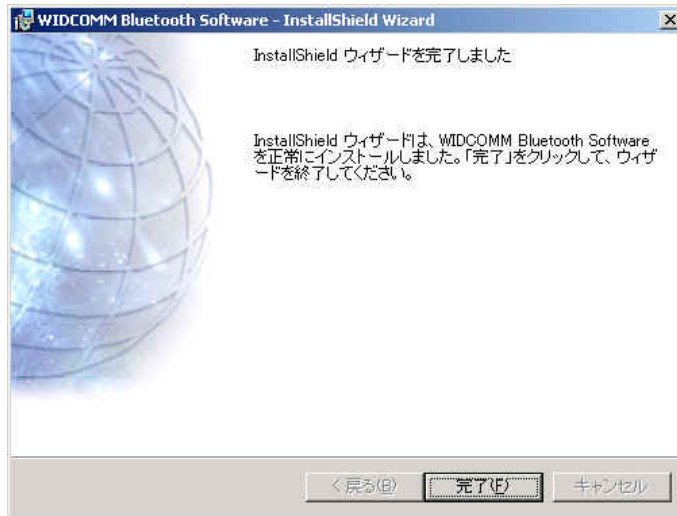 WIDCOMM Bluetooth Software - InstallShield Wizard
InstallShield ウィザードを完了しました
InstallShield ウィザードは、WIDCOMM Bluetooth Software
を正常にインストールしました。「完了」をクリックして、ウィザ
ードを終了してください。
< 戻る(B)
完了(F)
キャンセル